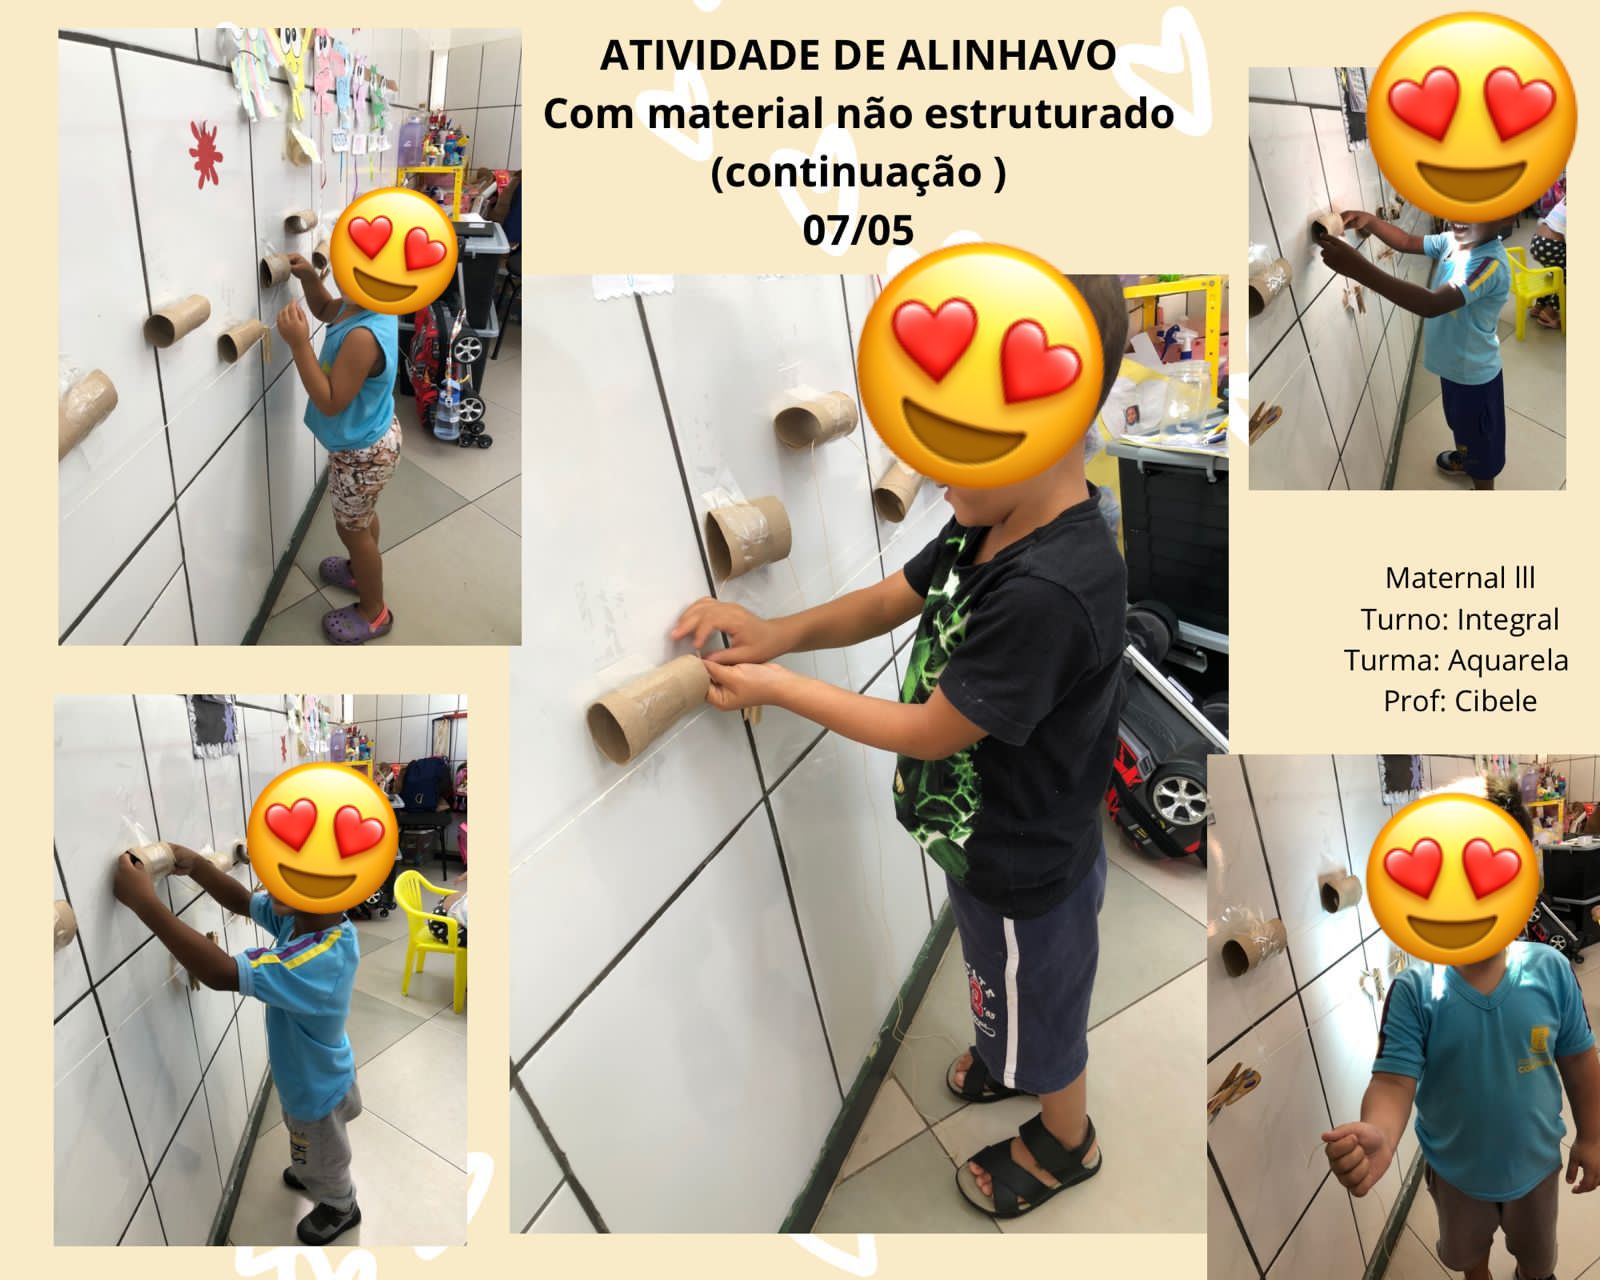 ATIVIDADE DE ALINHAVO
Com material não estruturado
(continuação )
07/05
Maternal lll
Turno: Integral
Turma: Aquarela
Prof: Cibele